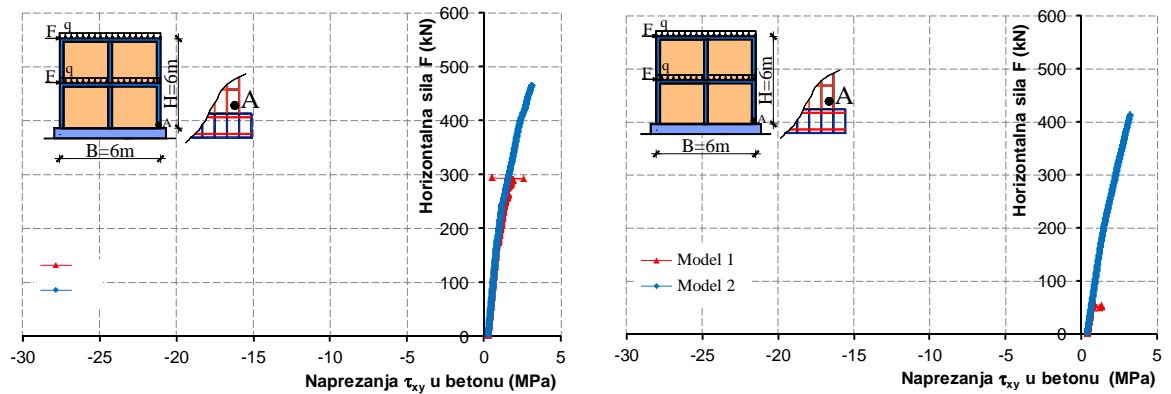 F
q
F
q
H=6m
A
B=6m
A
Horizontalna sila F (kN)
600
500
400
300
200
100
0
-30 -25 -20 -15 -10 -5 0 5
Naprezanja τxy u betonu (MPa)
F
q
F
q
H=6m
A
B=6m
A
Horizontalna sila F (kN)
600
500
400
300
200
100
0
Model 1
Model 2
-30 -25 -20 -15 -10 -5 0 5
Naprezanja τxy u betonu (MPa)